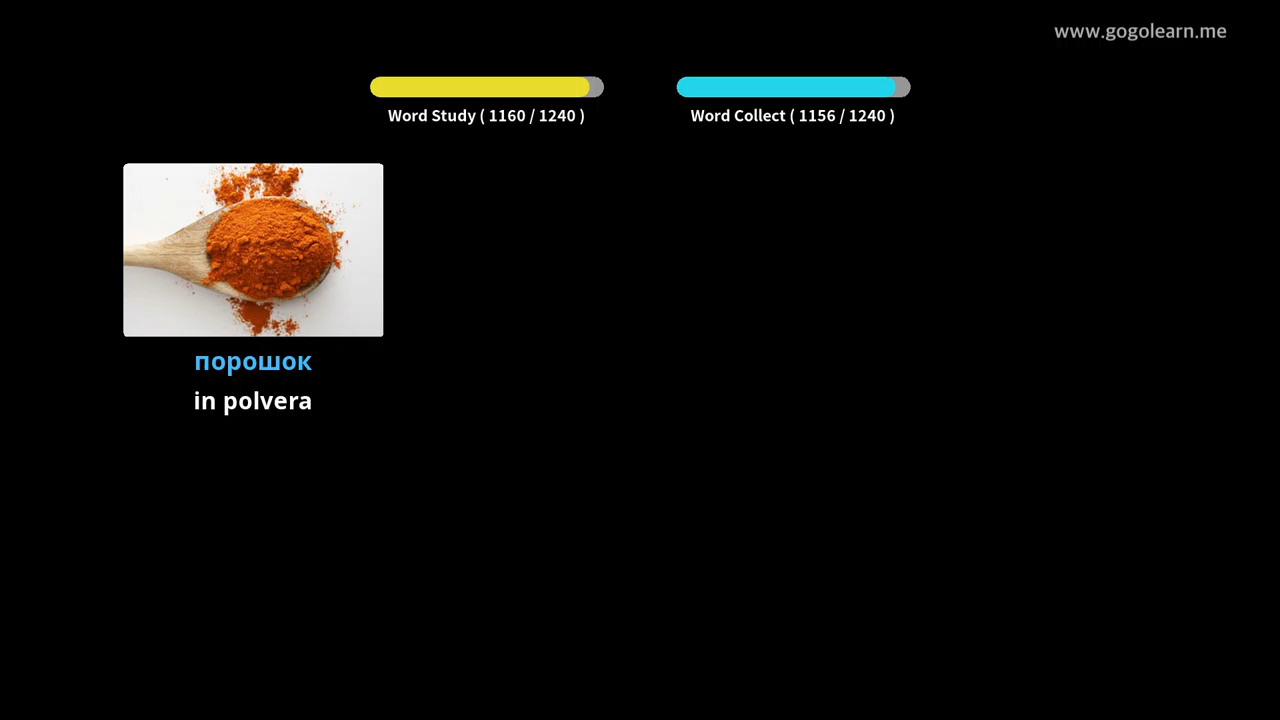 www.gogolearn.me
Word Study ( 1160 / 1240 )
Word Collect ( 1156 / 1240 )
порошок
in polvera